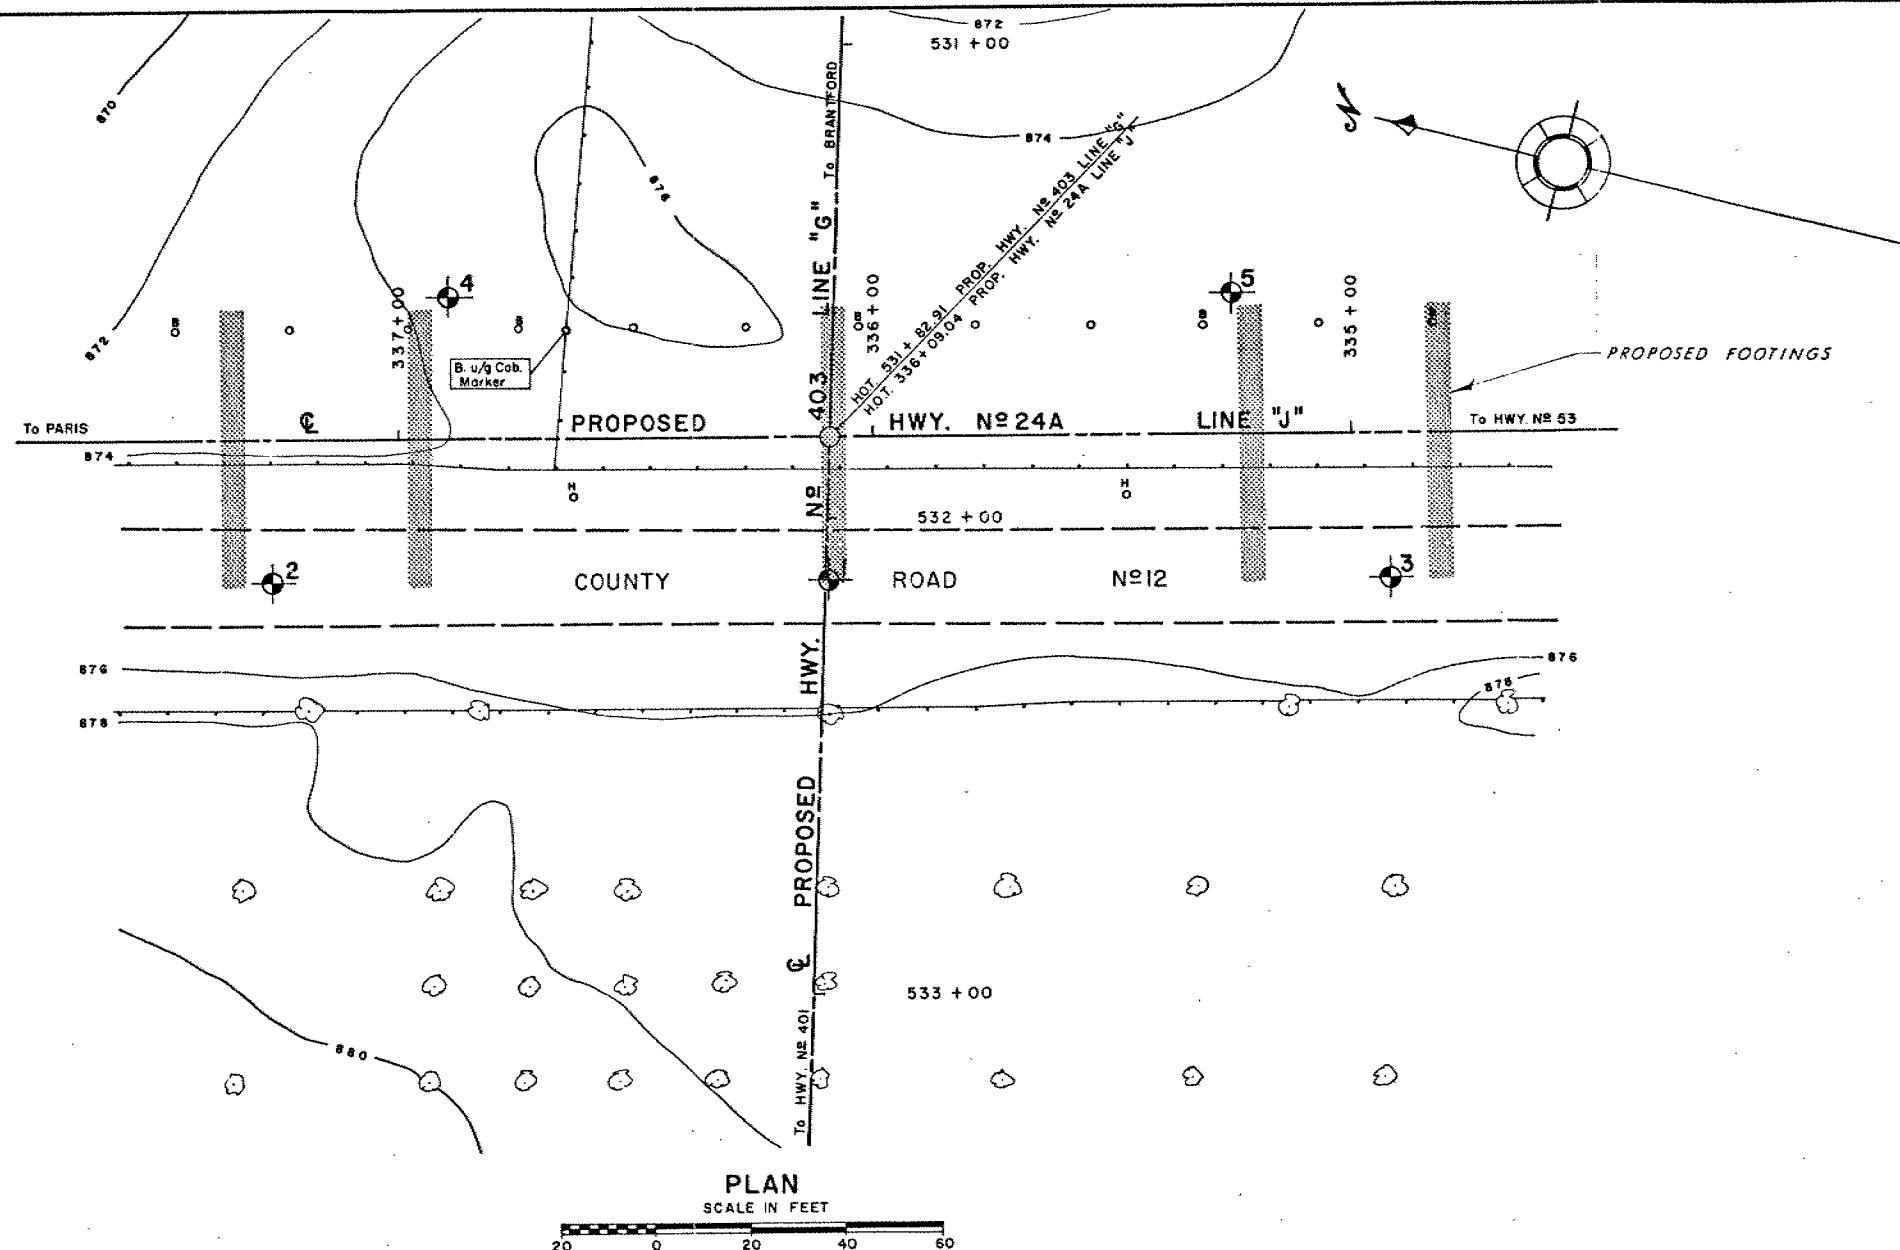 872
531 + 00
870
To BRANTFORD
874
N
876
PROP. HWY. Nº 403 LINE "G"
PROP. HWY. Nº 24A LINE "J"
H.O.T. 531 + 82.91
H.O.T. 336 + 09.04
LINE "G"
4
5
337 + 00
336 + 00
335 + 00
872
B
B
B
B
B
B. u/g Cab.
Marker
PROPOSED FOOTINGS
403
To PARIS
℄
PROPOSED
HWY. Nº 24A
LINE "J"
To HWY. Nº 53
874
H
H
Nº
532 + 00
2
COUNTY
ROAD
Nº 12
3
1
HWY.
876
876
878
878
PROPOSED
℄
533 + 00
880
To HWY. Nº 401
PLAN
SCALE IN FEET
20 0 20 40 60